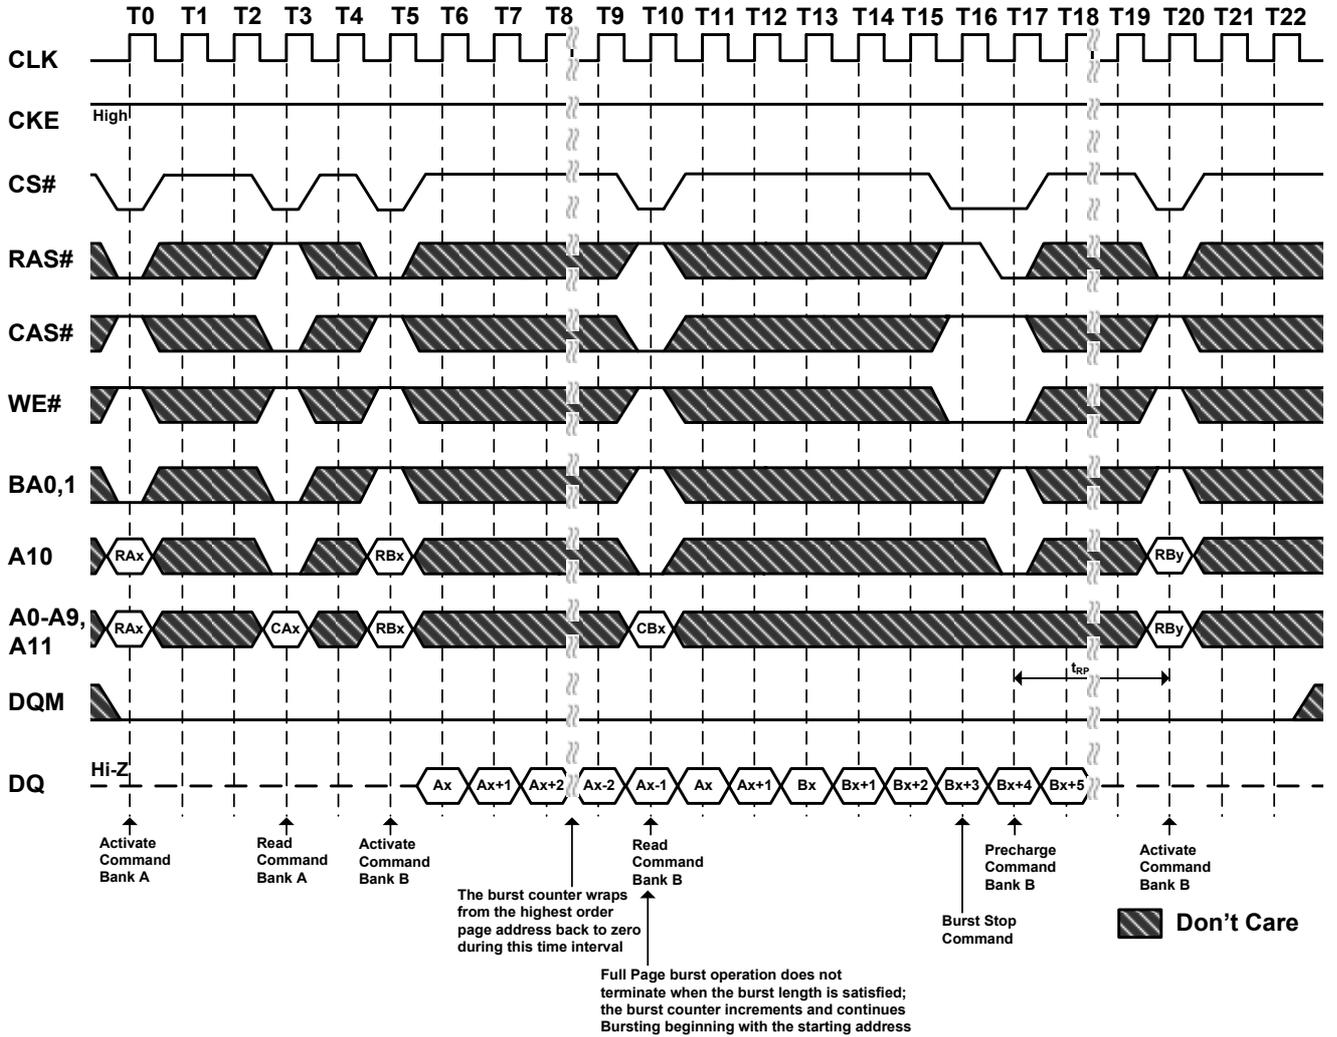 T0 T1 T2 T3 T4 T5 T6 T7 T8 T9 T10 T11 T12 T13 T14 T15 T16 T17 T18 T19 T20 T21 T22
CLK
CKE
High
CS#
RAS#
CAS#
WE#
BA0,1
A10
RAx RBx RBy
A0-A9,
A11
RAx CAx RBx CBx RBy
tRP
DQM
DQ
Hi-Z
Ax Ax+1 Ax+2 Ax-2 Ax-1 Ax Ax+1 Bx Bx+1 Bx+2 Bx+3 Bx+4 Bx+5
Activate
Command
Bank A
Read
Command
Bank A
Activate
Command
Bank B
The burst counter wraps
from the highest order
page address back to zero
during this time interval
Read
Command
Bank B
Full Page burst operation does not
terminate when the burst length is satisfied;
the burst counter increments and continues
Bursting beginning with the starting address
Burst Stop
Command
Precharge
Command
Bank B
Activate
Command
Bank B
Don't Care